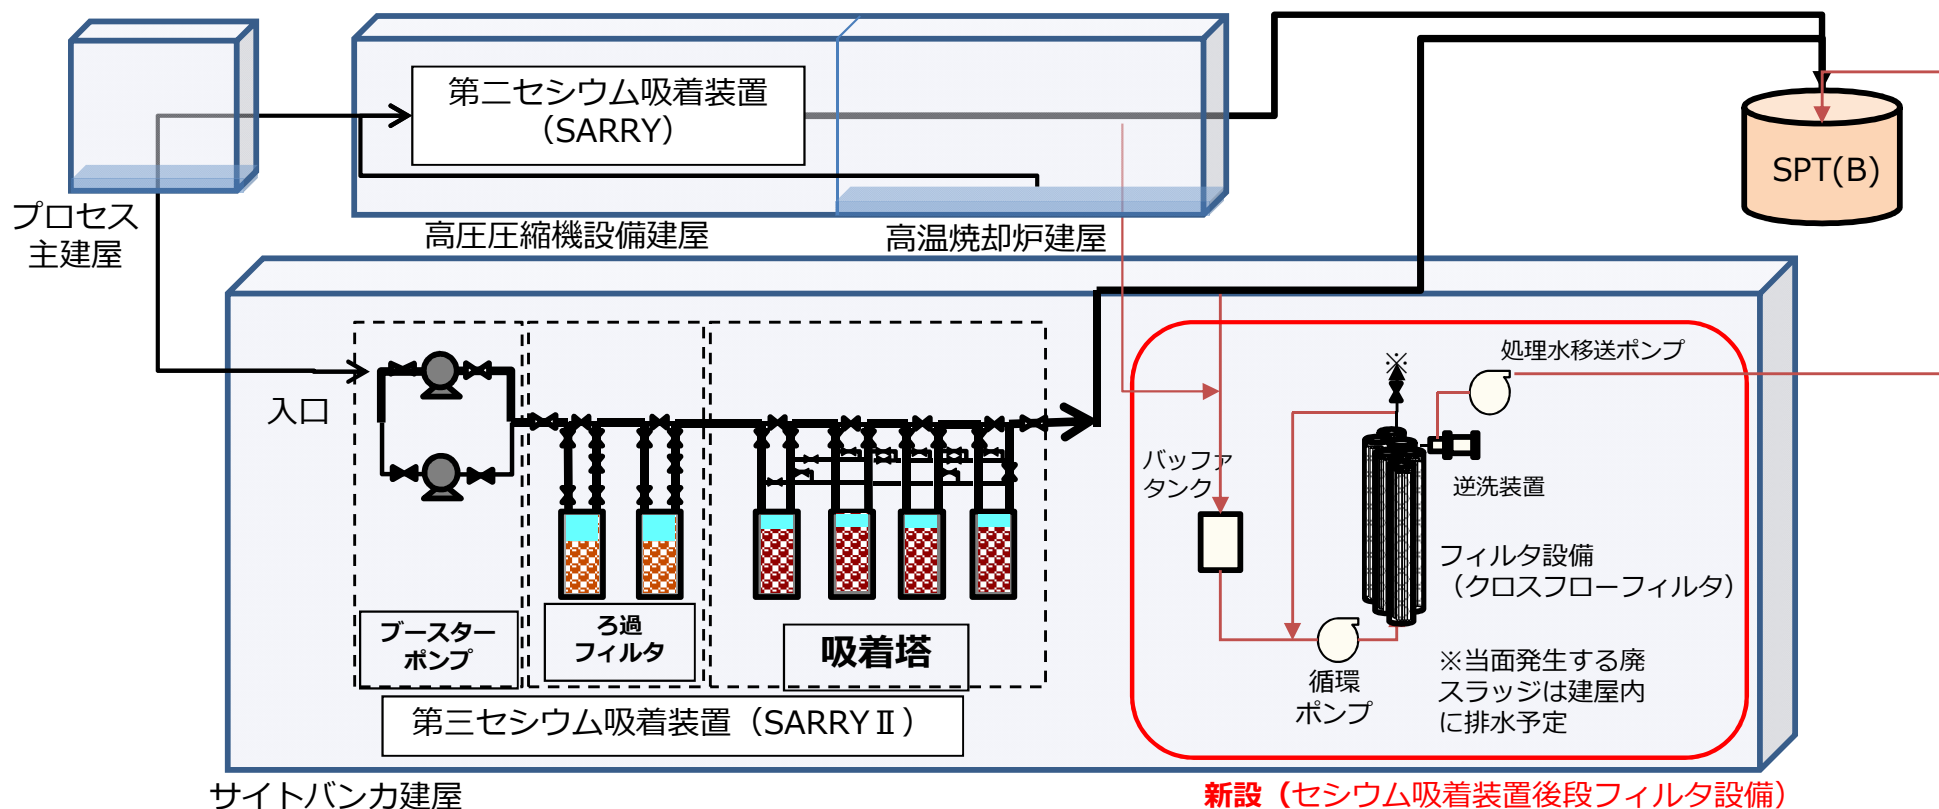 第二セシウム吸着装置
（SARRY）
SPT(B)
プロセス
主建屋
高圧圧縮機設備建屋
高温焼却炉建屋
入口
ブースター
ポンプ
ろ過
フィルタ
吸着塔
第三セシウム吸着装置（SARRYⅡ）
※
処理水移送ポンプ
バッファ
タンク
逆洗装置
フィルタ設備
（クロスフローフィルタ）
循環
ポンプ
※当面発生する廃
スラッジは建屋内
に排水予定
サイトバンカ建屋
新設（セシウム吸着装置後段フィルタ設備）